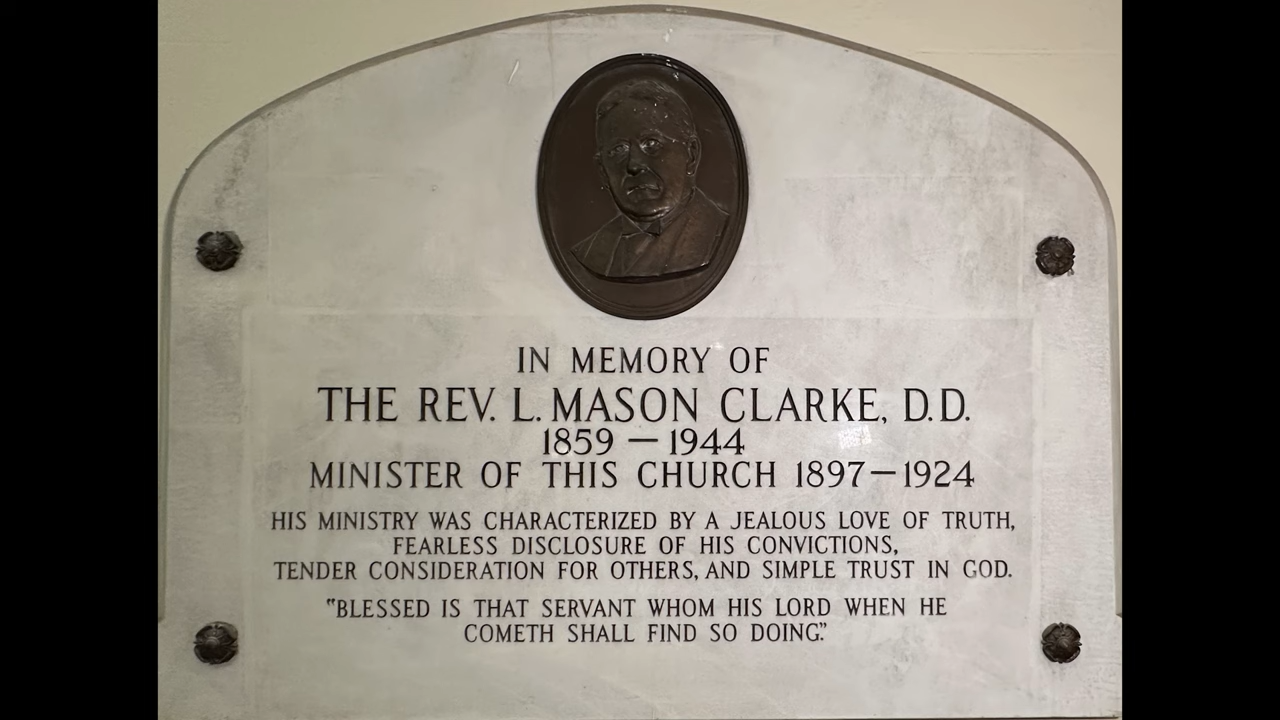 IN MEMORY OF
THE REV. L. MASON CLARKE, D.D.
1859 — 1944
MINISTER OF THIS CHURCH 1897—1924
HIS MINISTRY WAS CHARACTERIZED BY A JEALOUS LOVE OF TRUTH,
FEARLESS DISCLOSURE OF HIS CONVICTIONS,
TENDER CONSIDERATION FOR OTHERS, AND SIMPLE TRUST IN GOD.
"BLESSED IS THAT SERVANT WHOM HIS LORD WHEN HE
COMETH SHALL FIND SO DOING."